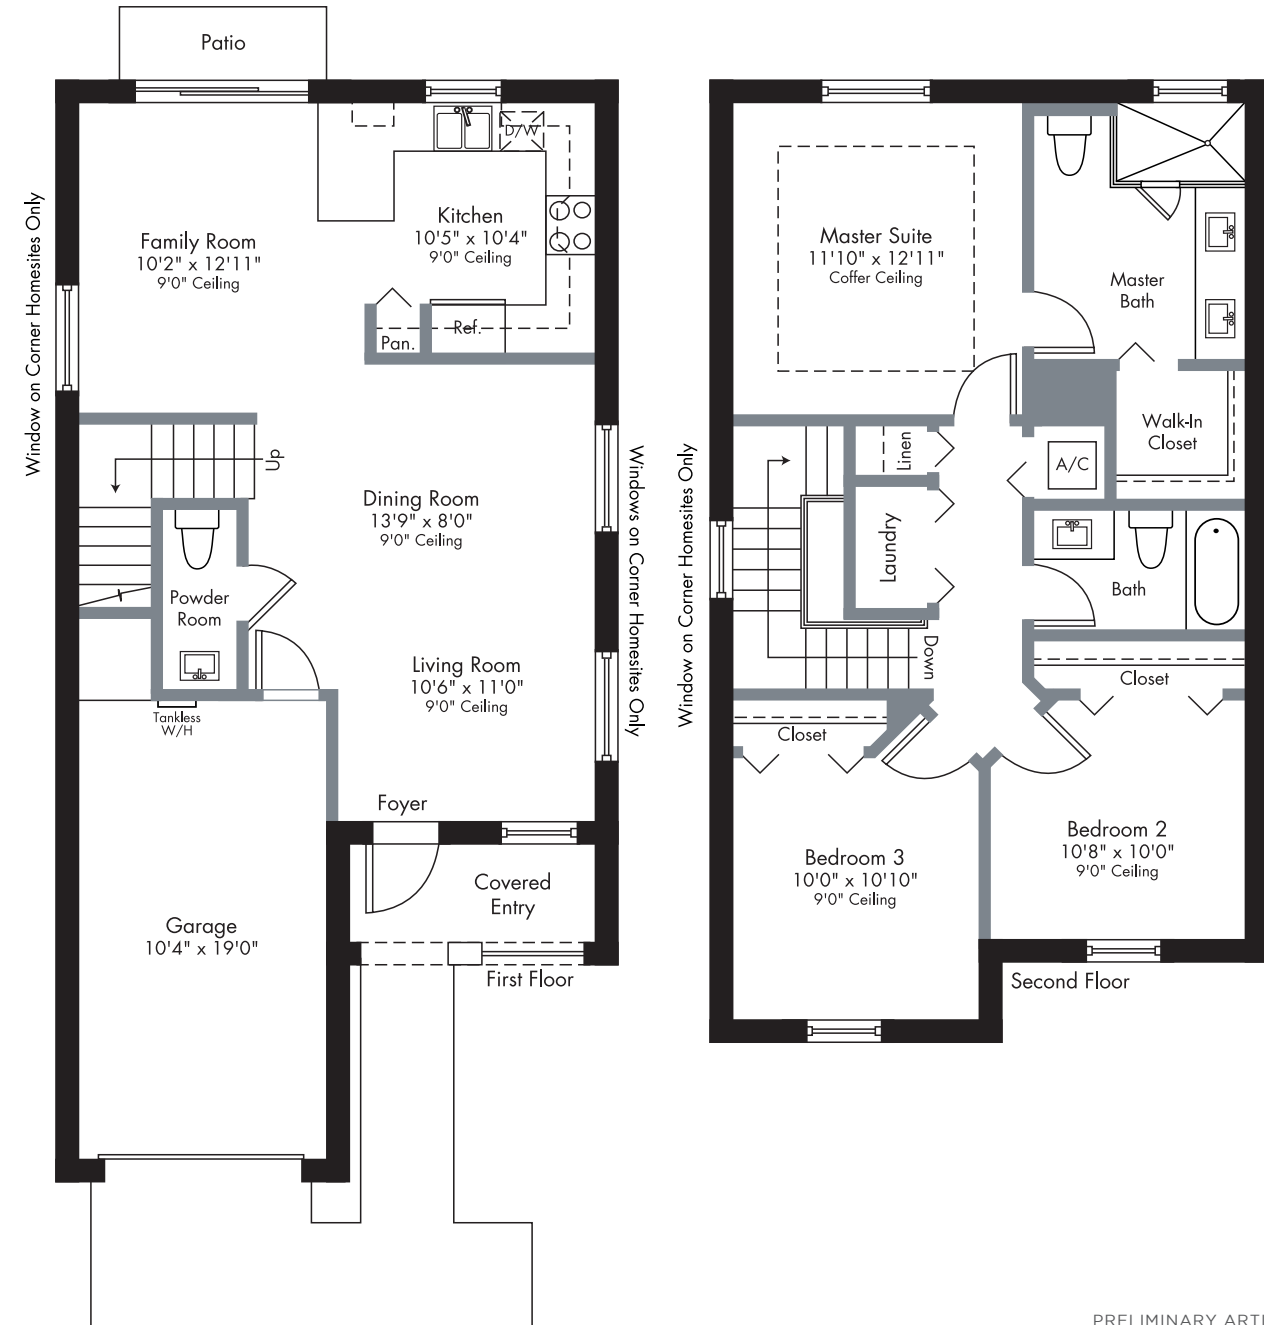 Patio
Window on Corner Homesites Only
Family Room
10'2" x 12'11"
9'0" Ceiling
D/W
Kitchen
10'5" x 10'4"
9'0" Ceiling
Pan.
Ref.
Up
Dining Room
13'9" x 8'0"
9'0" Ceiling
Windows on Corner Homesites Only
Powder
Room
Living Room
10'6" x 11'0"
9'0" Ceiling
Tankless
W/H
Foyer
Covered
Entry
Garage
10'4" x 19'0"
First Floor
Window on Corner Homesites Only
Master Suite
11'10" x 12'11"
Coffer Ceiling
Master
Bath
Walk-In
Closet
Linen
A/C
Laundry
Bath
Down
Closet
Closet
Bedroom 2
10'8" x 10'0"
9'0" Ceiling
Bedroom 3
10'0" x 10'10"
9'0" Ceiling
Second Floor
PRELIMINARY ARTI